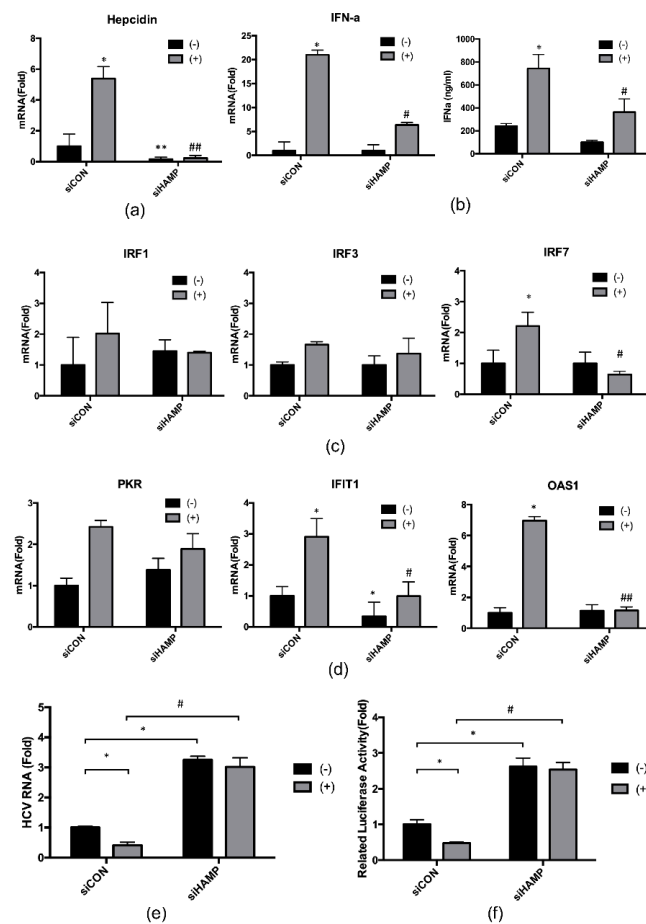 Hepcidin
mRNA(Fold)
8
6
4
2
0
*
**
##
(-)
(+)
siCON
siHAMP
(a)
IFN-a
mRNA(Fold)
25
20
15
10
5
0
*
#
(-)
(+)
siCON
siHAMP
IFNa (ng/ml)
1000
800
600
400
200
0
*
#
(-)
(+)
siCON
siHAMP
(b)
IRF1
mRNA(Fold)
4
3
2
1
0
(-)
(+)
siCON
siHAMP
IRF3
mRNA(Fold)
4
3
2
1
0
(-)
(+)
siCON
siHAMP
IRF7
mRNA(Fold)
4
3
2
1
0
*
#
(-)
(+)
siCON
siHAMP
(c)
PKR
mRNA(Fold)
3
2
1
0
(-)
(+)
siCON
siHAMP
IFIT1
mRNA(Fold)
4
3
2
1
0
*
*
#
(-)
(+)
siCON
siHAMP
OAS1
mRNA(Fold)
8
6
4
2
0
*
##
(-)
(+)
siCON
siHAMP
(d)
HCV RNA (Fold)
5
4
3
2
1
0
#
*
*
(-)
(+)
siCON
siHAMP
(e)
Related Luciferase Activity(Fold)
4
3
2
1
0
#
*
*
(-)
(+)
siCON
siHAMP
(f)